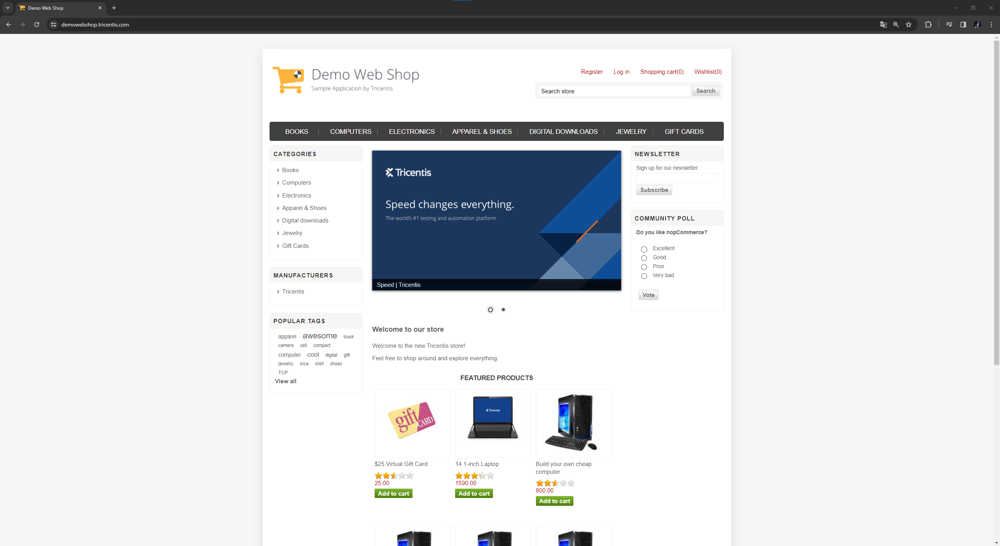 Demo Web Shop
demowebshop.tricentis.com
Demo Web Shop
Sample Application by Tricentis
Register Log in Shopping cart(0) Wishlist(0)
Search store Search
BOOKS COMPUTERS ELECTRONICS APPAREL & SHOES DIGITAL DOWNLOADS JEWELRY GIFT CARDS
CATEGORIES
Books
Computers
Electronics
Apparel & Shoes
Digital downloads
Jewelry
Gift Cards
MANUFACTURERS
Tricentis
POPULAR TAGS
apparel awesome book
camera cell compact
computer cool digital gift
jewelry nice shirt shoes
TCP
View all
Tricentis
Speed changes everything.
The world's #1 testing and automation platform
Speed | Tricentis
Welcome to our store
Welcome to the new Tricentis store!
Feel free to shop around and explore everything.
FEATURED PRODUCTS
gift CARD
$25 Virtual Gift Card
25.00
Add to cart
Tricentis
14.1-inch Laptop
1590.00
Add to cart
Build your own cheap
computer
800.00
Add to cart
NEWSLETTER
Sign up for our newsletter:
Subscribe
COMMUNITY POLL
Do you like nopCommerce?
Excellent
Good
Poor
Very bad
Vote